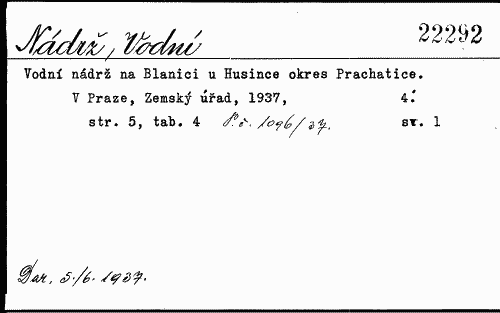 Nádrž, Vodní 22292
Vodní nádrž na Blanici u Husince okres Prachatice.
V Praze, Zemský úřad, 1937, 4.
str. 5, tab. 4 P.č. 1096/37. sv. 1
Dar. 5./6. 1937.